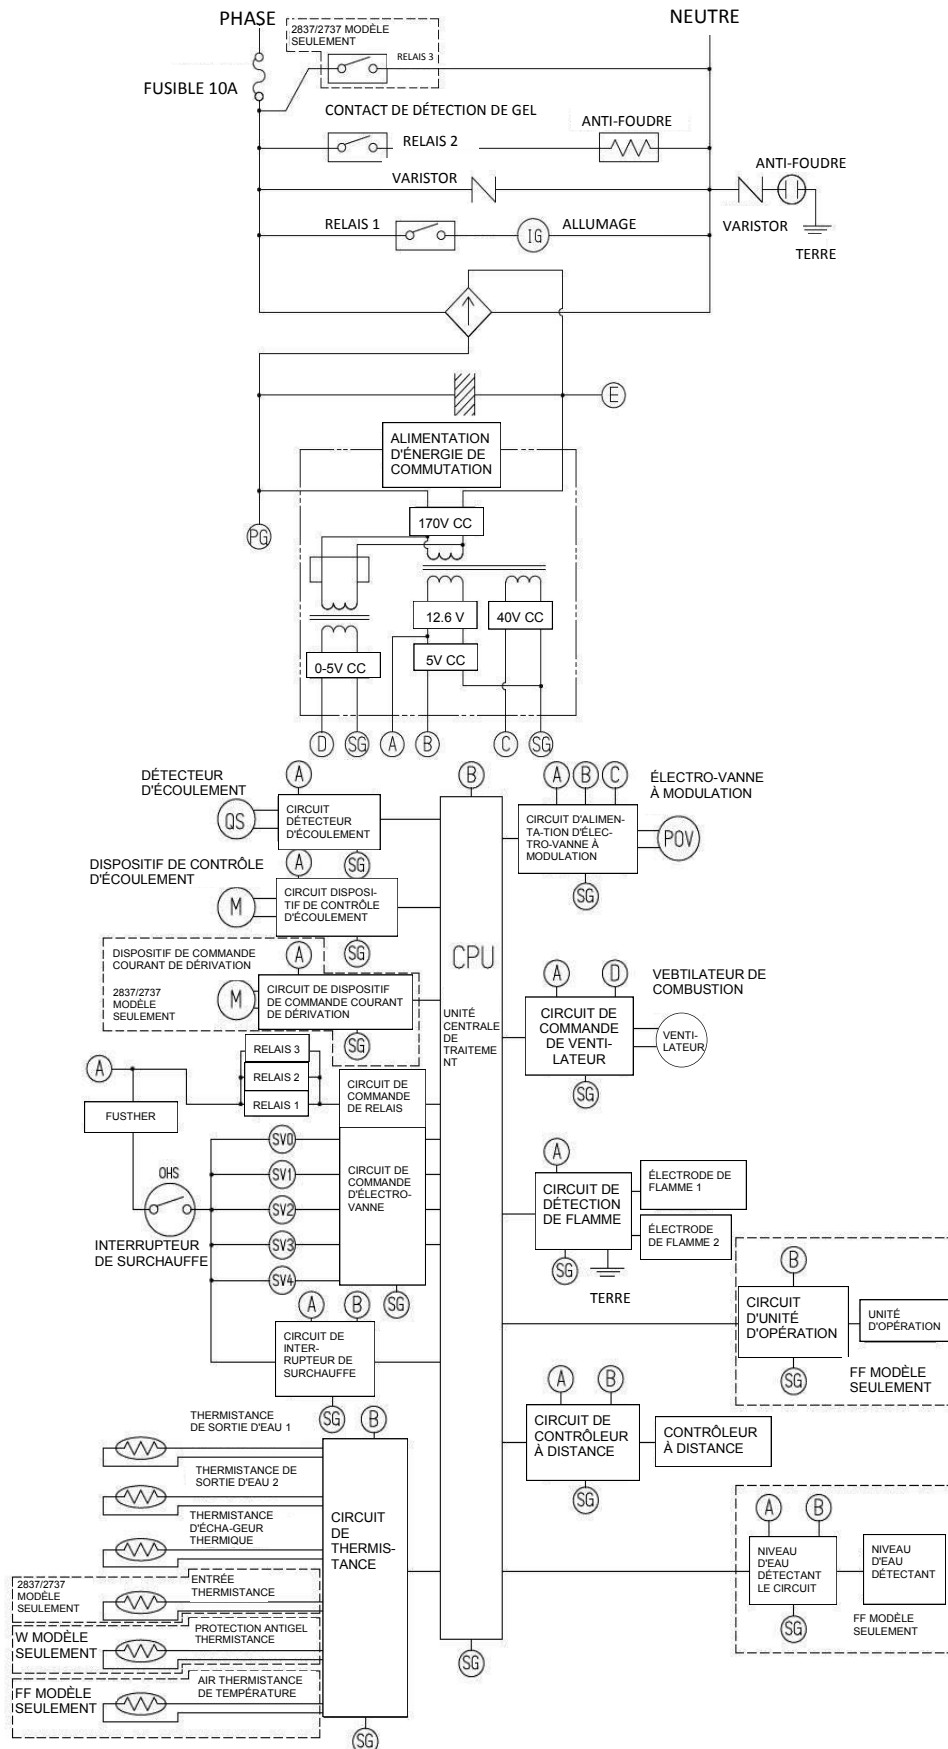 PHASE
NEUTRE
2837/2737 MODÈLE
SEULEMENT
RELAIS 3
FUSIBLE 10A
CONTACT DE DÉTECTION DE GEL
ANTI-FOUDRE
RELAIS 2
VARISTOR
ANTI-FOUDRE
RELAIS 1
IG
ALLUMAGE
VARISTOR
TERRE
E
ALIMENTATION
D'ÉNERGIE DE
COMMUTATION
170V CC
PG
12.6 V
40V CC
0-5V CC
5V CC
D
SG
A
B
C
SG
DÉTECTEUR
D'ÉCOULEMENT
A
QS
CIRCUIT
DÉTECTEUR
D'ÉCOULEMENT
SG
B
A
B
C
ÉLECTRO-VANNE
À MODULATION
CIRCUIT D'ALIMEN-
TA-TION D'ÉLEC-
TRO-VANNE À
MODULATION
POV
SG
DISPOSITIF DE CONTRÔLE
D'ÉCOULEMENT
A
M
CIRCUIT DISPOSI-
TIF DE CONTRÔLE
D'ÉCOULEMENT
SG
CPU
UNITÉ
CENTRALE
DE
TRAITEME
NT
DISPOSITIF DE COMMANDE
COURANT DE DÉRIVATION
A
2837/2737
MODÈLE
SEULEMENT
M
CIRCUIT DE DISPOSITIF
DE COMMANDE COURANT
DE DÉRIVATION
SG
A
D
VEBTILATEUR DE
COMBUSTION
CIRCUIT DE
COMMANDE
DE VENTI-
LATEUR
VENTI-
LATEUR
SG
A
RELAIS 3
RELAIS 2
RELAIS 1
CIRCUIT DE
COMMANDE
DE RELAIS
FUSTHER
OHS
INTERRUPTEUR
DE SURCHAUFFE
SV0
SV1
SV2
SV3
SV4
CIRCUIT DE
COMMANDE
D'ÉLECTRO-
VANNE
SG
A
CIRCUIT DE
DÉTECTION
DE FLAMME
ÉLECTRODE DE
FLAMME 1
ÉLECTRODE
DE FLAMME 2
SG
TERRE
B
CIRCUIT
D'UNITÉ
D'OPÉRATION
UNITÉ
D'OPÉRATION
SG
FF MODÈLE
SEULEMENT
A
B
CIRCUIT DE
INTER-
RUPTEUR DE
SURCHAUFFE
SG
B
A
B
CIRCUIT DE
CONTRÔLEUR
À DISTANCE
CONTRÔLEUR
À DISTANCE
SG
THERMISTANCE
DE SORTIE D'EAU 1
THERMISTANCE DE
SORTIE D'EAU 2
THERMISTANCE
D'ÉCHA-GEUR
THERMIQUE
CIRCUIT
DE
THERMIS-
TANCE
2837/2737
MODÈLE
SEULEMENT
ENTRÉE
THERMISTANCE
W MODÈLE
SEULEMENT
PROTECTION ANTIGEL
THERMISTANCE
FF MODÈLE
SEULEMENT
AIR THERMISTANCE
DE TEMPÉRATURE
SG
SG
A
B
NIVEAU
D'EAU
DÉTECTANT
LE CIRCUIT
NIVEAU
D'EAU
DÉTECTANT
SG
FF MODÈLE
SEULEMENT